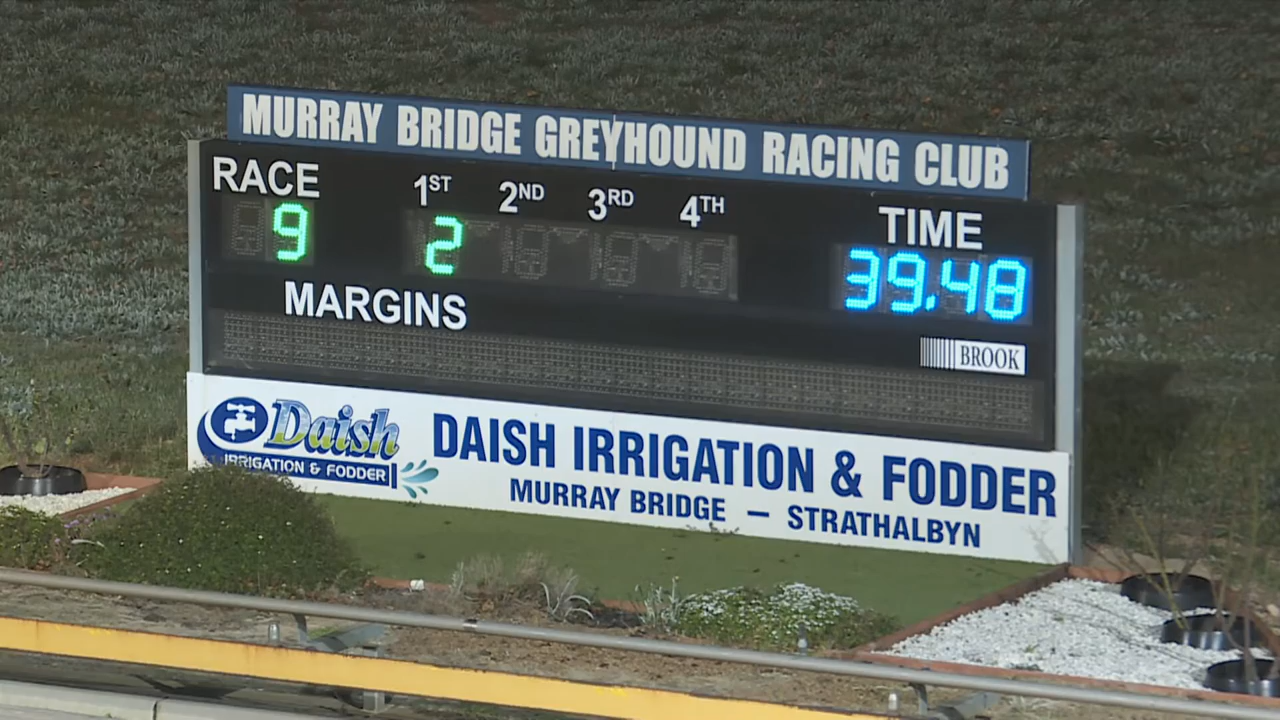 MURRAY BRIDGE GREYHOUND RACING CLUB
RACE 1ST 2ND 3RD 4TH TIME
9 2 39.48
MARGINS
BROOK
Daish
IRRIGATION & FODDER
DAISH IRRIGATION & FODDER
MURRAY BRIDGE – STRATHALBYN